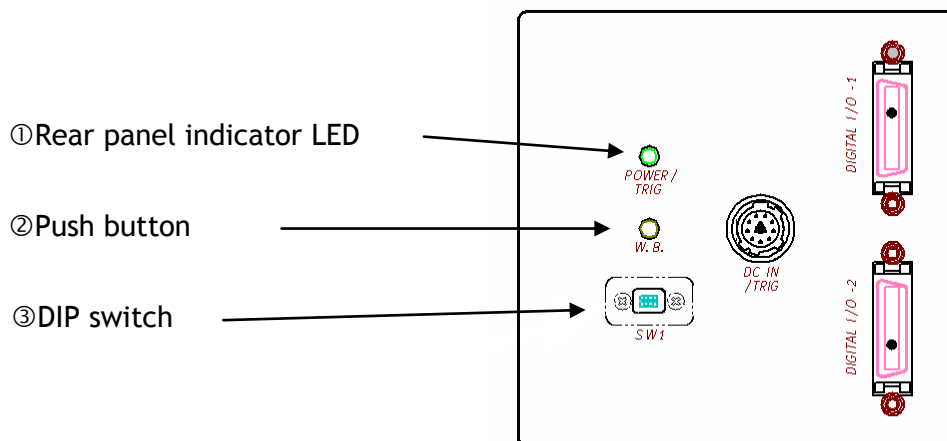 ①Rear panel indicator LED
②Push button
③DIP switch
POWER /
TRIG
W. B.
SW1
DC IN
/TRIG
DIGITAL I/O -1
DIGITAL I/O -2